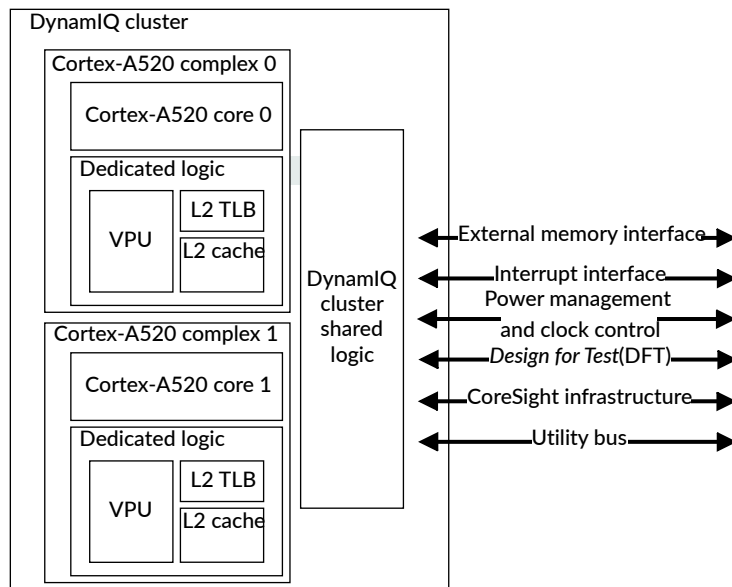 DynamIQ cluster
Cortex-A520 complex 0
Cortex-A520 core 0
Dedicated logic
VPU
L2 TLB
L2 cache
Cortex-A520 complex 1
Cortex-A520 core 1
Dedicated logic
VPU
L2 TLB
L2 cache
DynamIQ
cluster
shared
logic
External memory interface
Interrupt interface
Power management
and clock control
Design for Test(DFT)
CoreSight infrastructure
Utility bus